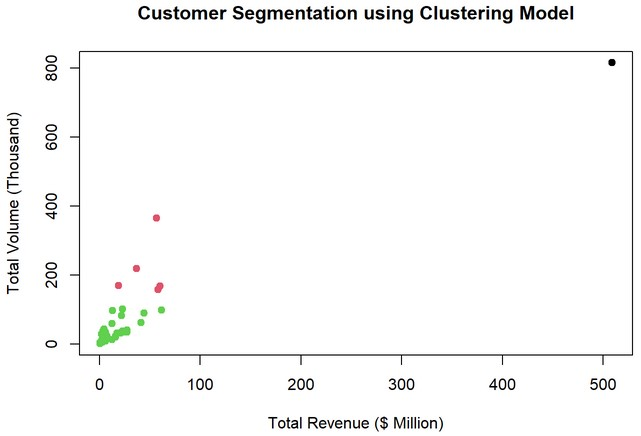 Customer Segmentation using Clustering Model
Total Volume (Thousand)
800
600
400
200
0
0 100 200 300 400 500
Total Revenue ($ Million)